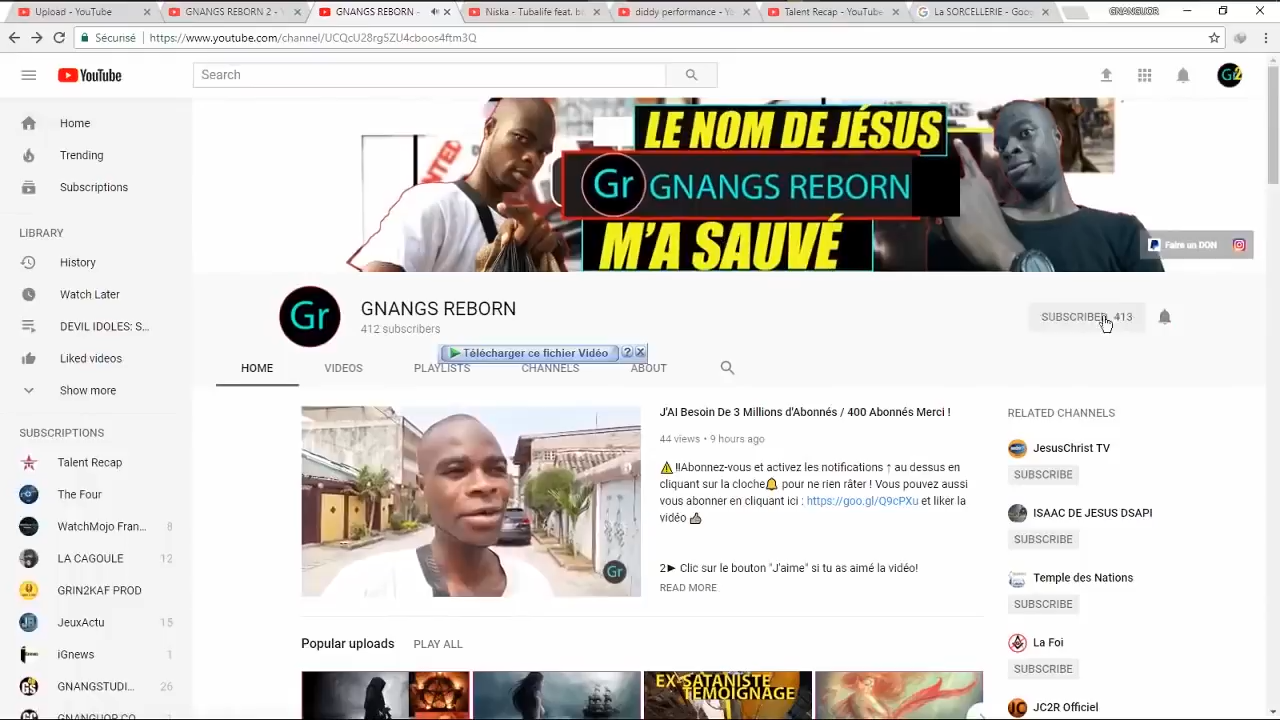 Upload - YouTube
GNANGS REBORN 2 - Y
GNANGS REBORN -
Niska - Tubalife feat. b
diddy performance - Yo
Talent Recap - YouTube
La SORCELLERIE - Goo
GNANGUOR
Sécurisé
https://www.youtube.com/channel/UCQcU28rgSZU4cboos4ftm3Q
YouTube
Search
Home
Trending
Subscriptions
LIBRARY
History
Watch Later
DEVIL IDOLES: S...
Liked videos
Show more
SUBSCRIPTIONS
Talent Recap
The Four
WatchMojo Fran... 8
LA CAGOULE 12
GRIN2KAF PROD
JeuxActu 15
iGnews 1
GNANGSTUDI... 26
GNANGUOR CO
LE NOM DE JÉSUS
Gr GNANGS REBORN
M'A SAUVÉ
Faire un DON
Gr
GNANGS REBORN
412 subscribers
SUBSCRIBED 413
Télécharger ce fichier Vidéo ?
HOME
VIDEOS
PLAYLISTS
CHANNELS
ABOUT
Gr
J'AI Besoin De 3 Millions d'Abonnés / 400 Abonnés Merci !
44 views • 9 hours ago
⚠️!!Abonnez-vous et activez les notifications ↑ au dessus en
cliquant sur la cloche🔔 pour ne rien râter ! Vous pouvez aussi
vous abonner en cliquant ici : https://goo.gl/Q9cPXu et liker la
vidéo 👍
2► Clic sur le bouton "J'aime" si tu as aimé la vidéo!
READ MORE
Popular uploads
PLAY ALL
EX-SATANISTE
TÉMOIGNAGE
RELATED CHANNELS
JesusChrist TV
SUBSCRIBE
ISAAC DE JESUS DSAPI
SUBSCRIBE
Temple des Nations
SUBSCRIBE
La Foi
SUBSCRIBE
JC2R Officiel